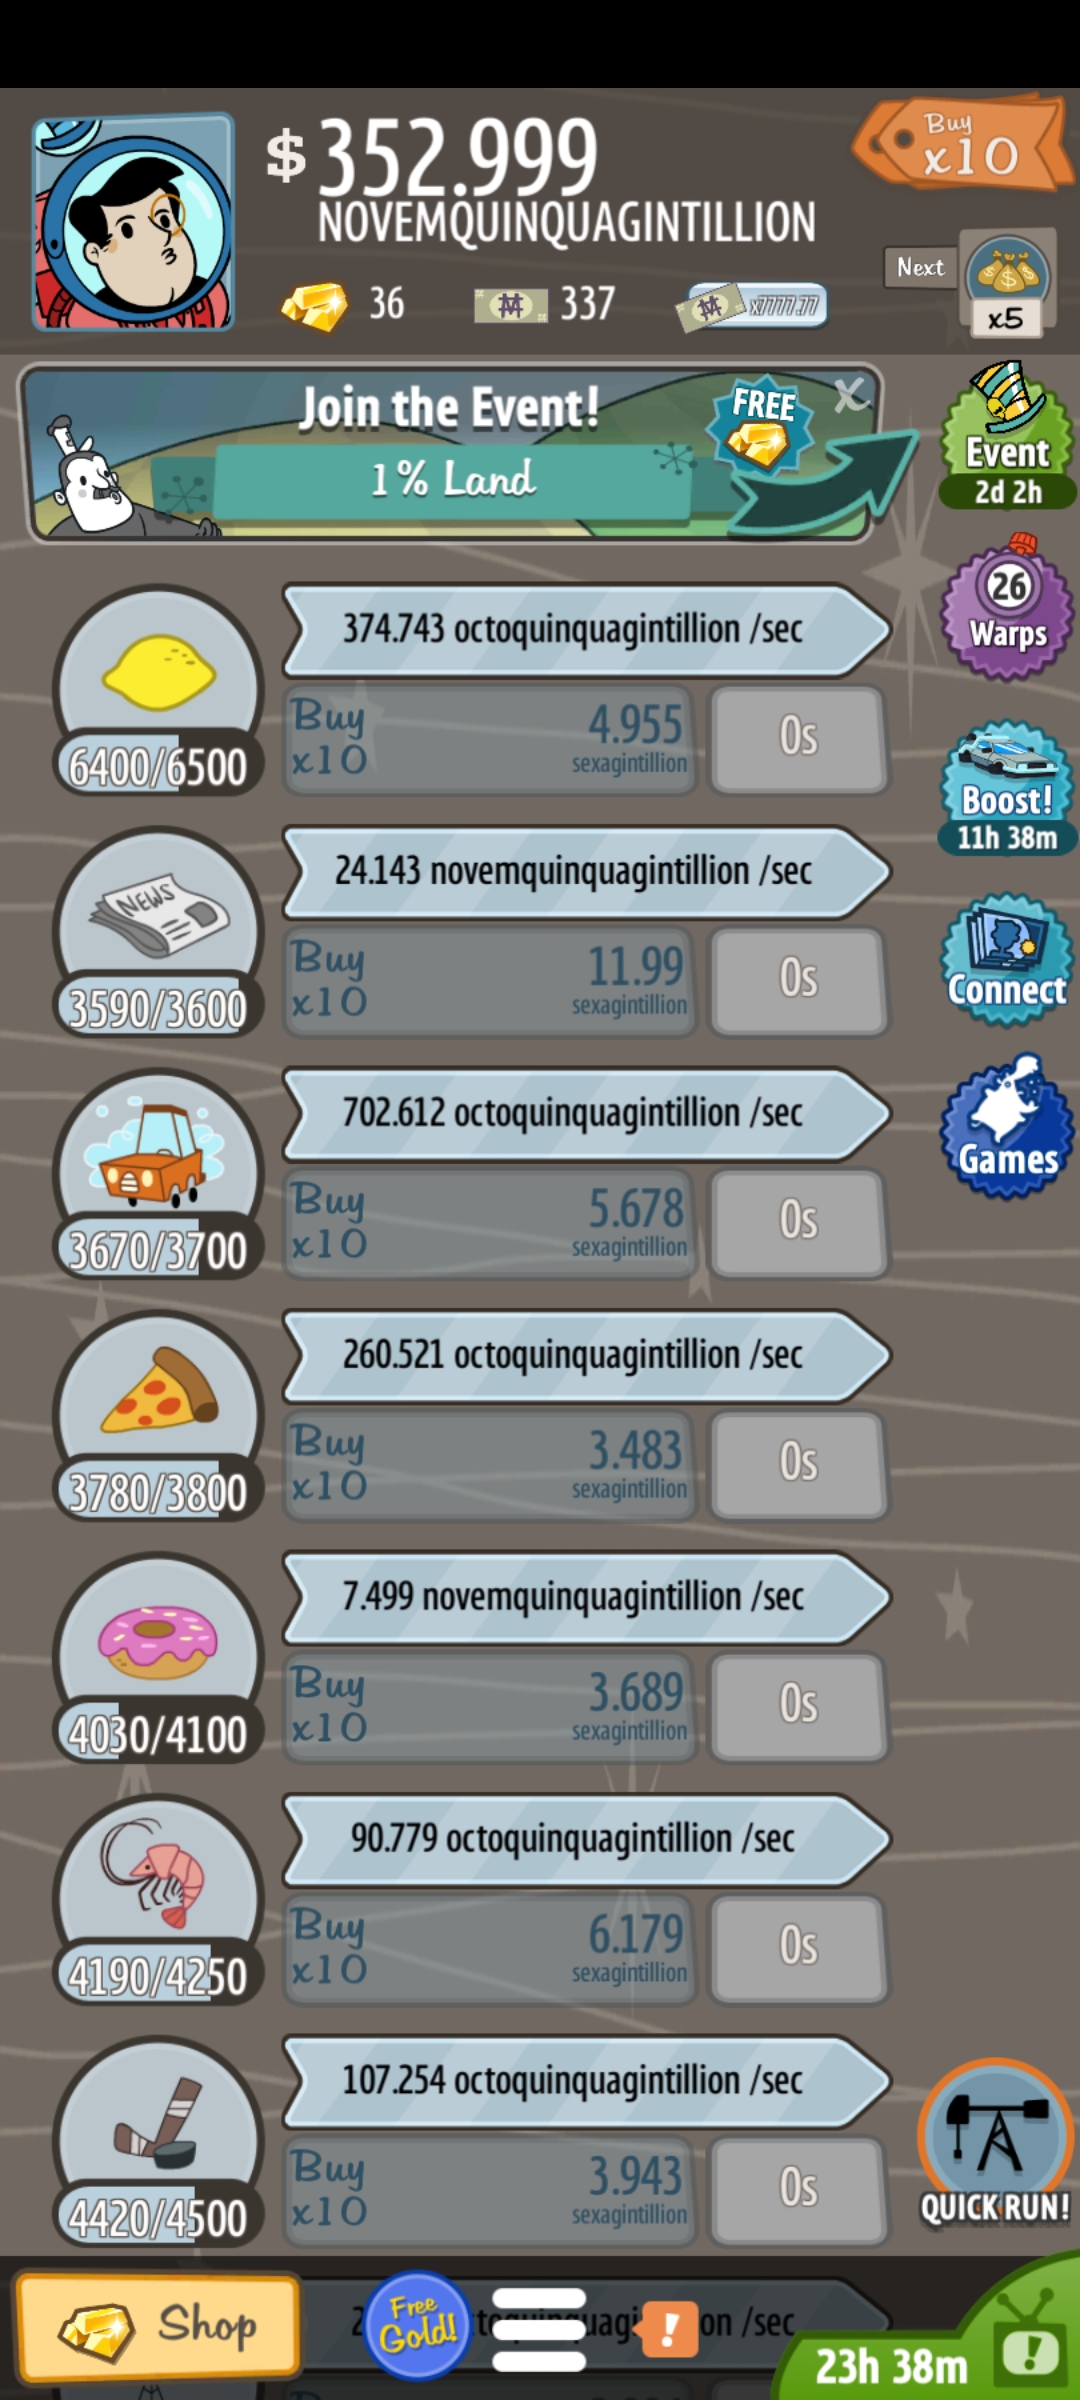 $ 352.999
NOVEMQUINQUAGINTILLION
Buy
x10
36
337
x7777.77
Next
x5
Join the Event!
1% Land
FREE
X
Event
2d 2h
26
Warps
Boost!
11h 38m
Connect
Games
374.743 octoquinquagintillion /sec
6400/6500
Buy
x10
4.955
sexagintillion
0s
NEWS
24.143 novemquinquagintillion /sec
3590/3600
Buy
x10
11.99
sexagintillion
0s
702.612 octoquinquagintillion /sec
3670/3700
Buy
x10
5.678
sexagintillion
0s
260.521 octoquinquagintillion /sec
3780/3800
Buy
x10
3.483
sexagintillion
0s
7.499 novemquinquagintillion /sec
4030/4100
Buy
x10
3.689
sexagintillion
0s
90.779 octoquinquagintillion /sec
4190/4250
Buy
x10
6.179
sexagintillion
0s
107.254 octoquinquagintillion /sec
4420/4500
Buy
x10
3.943
sexagintillion
0s
QUICK RUN!
Shop
Free
Gold!
!
/sec
23h 38m
!